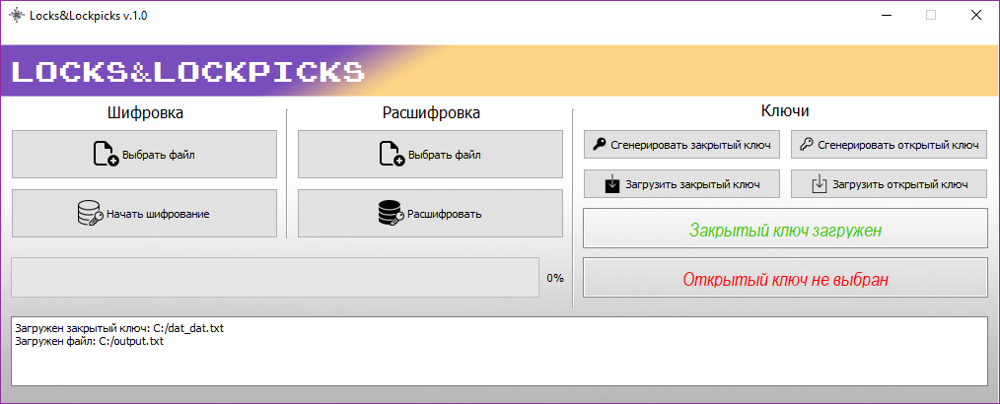 Locks&Lockpicks v.1.0
LOCKS&LOCKPICKS
Шифровка
Выбрать файл
Начать шифрование
Расшифровка
Выбрать файл
Расшифровать
0%
Ключи
Сгенерировать закрытый ключ
Сгенерировать открытый ключ
Загрузить закрытый ключ
Загрузить открытый ключ
Закрытый ключ загружен
Открытый ключ не выбран
Загружен закрытый ключ: C:/dat_dat.txt
Загружен файл: C:/output.txt